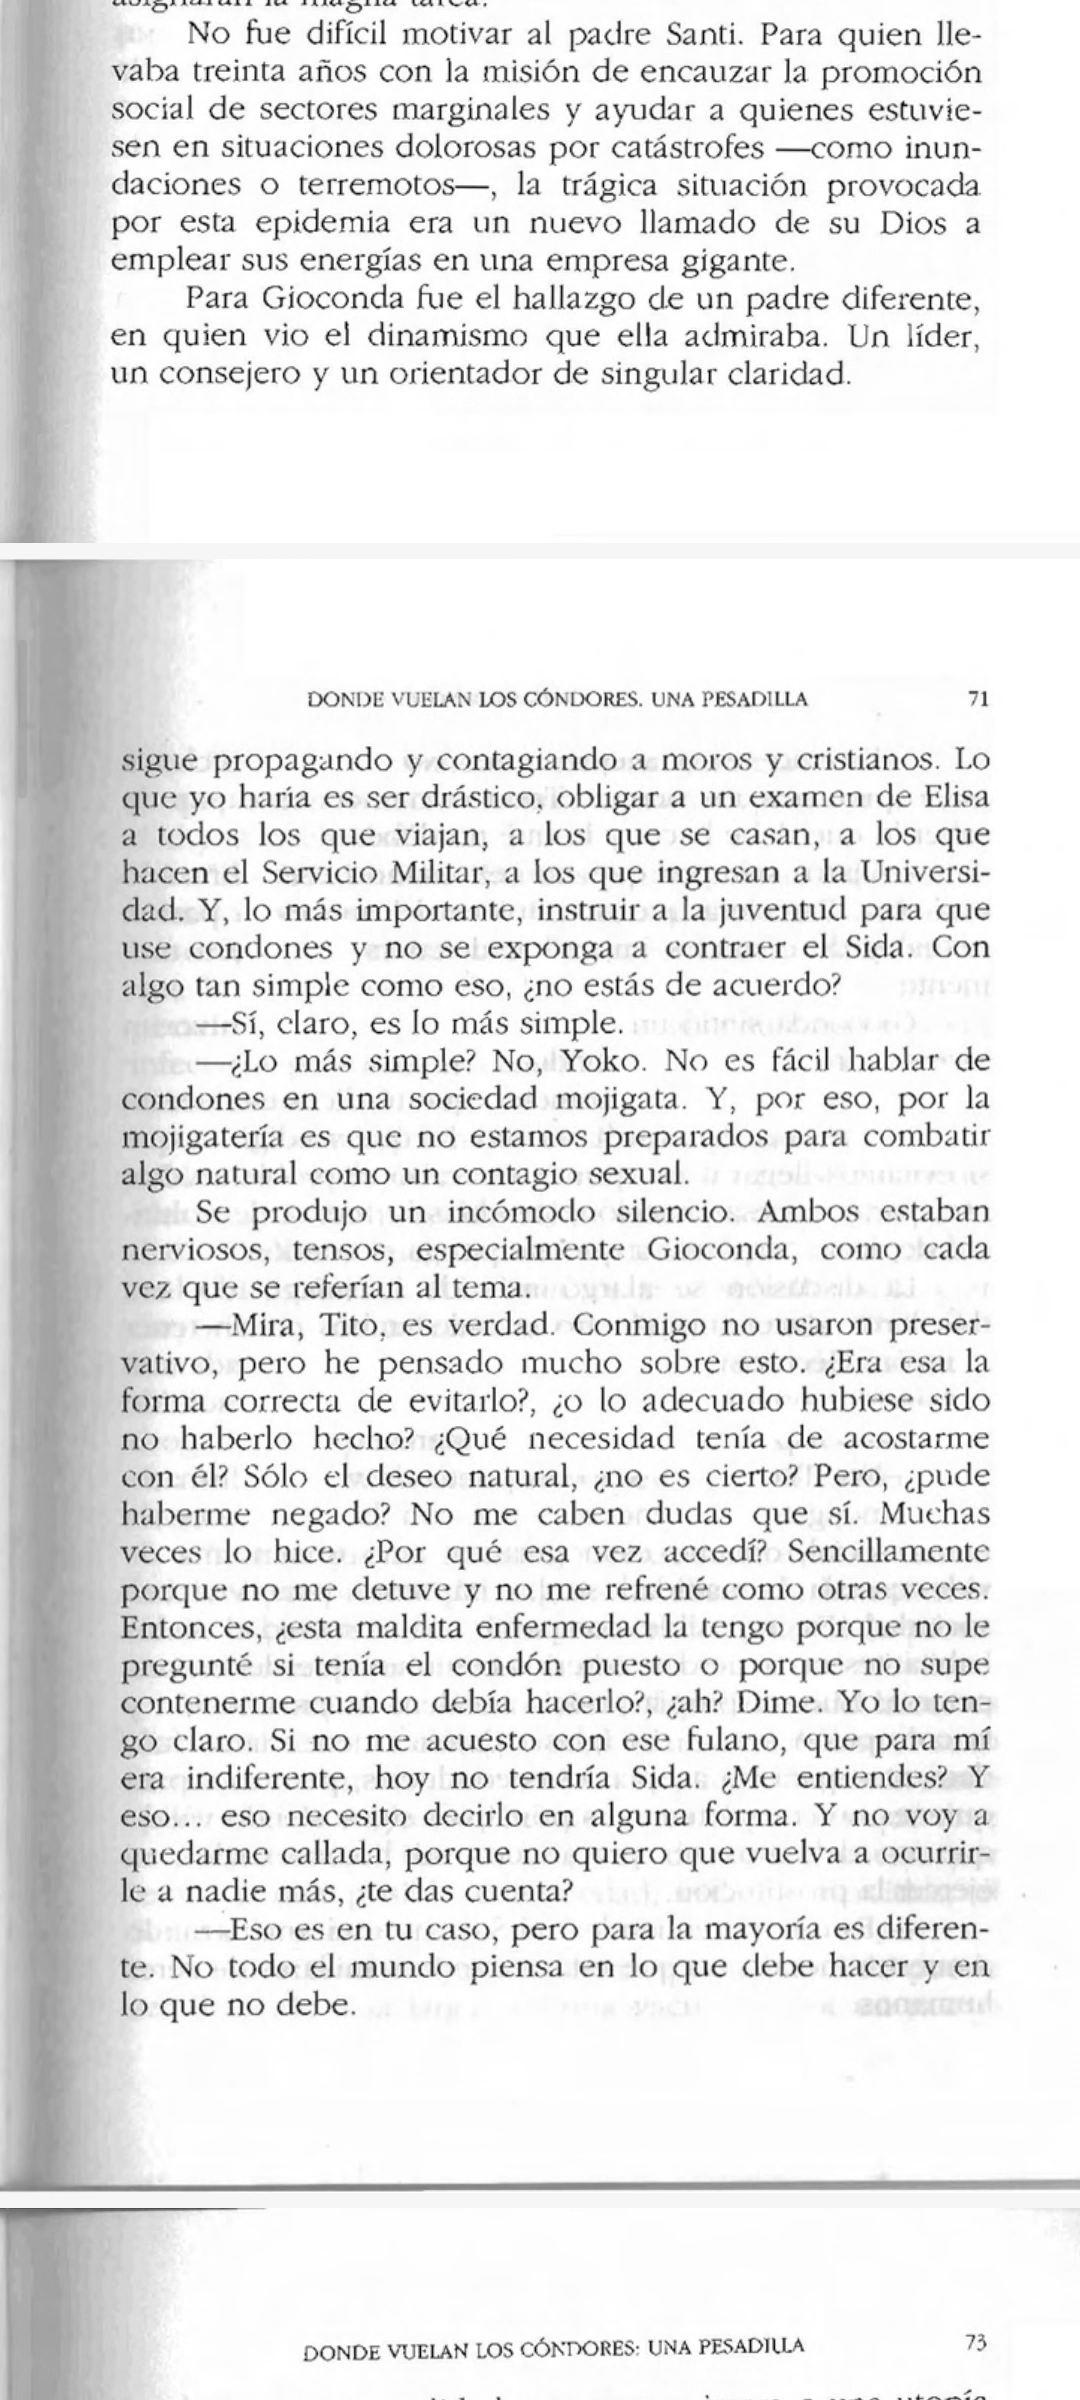 asignaran la magna tarea.
No fue difícil motivar al padre Santi. Para quien lle-
vaba treinta años con la misión de encauzar la promoción
social de sectores marginales y ayudar a quienes estuvie-
sen en situaciones dolorosas por catástrofes —como inun-
daciones o terremotos—, la trágica situación provocada
por esta epidemia era un nuevo llamado de su Dios a
emplear sus energías en una empresa gigante.
Para Gioconda fue el hallazgo de un padre diferente,
en quien vio el dinamismo que ella admiraba. Un líder,
un consejero y un orientador de singular claridad.
DONDE VUELAN LOS CÓNDORES. UNA PESADILLA 71
sigue propagando y contagiando a moros y cristianos. Lo
que yo haría es ser drástico, obligar a un examen de Elisa
a todos los que viajan, a los que se casan, a los que
hacen el Servicio Militar, a los que ingresan a la Universi-
dad. Y, lo más importante, instruir a la juventud para que
use condones y no se exponga a contraer el Sida. Con
algo tan simple como eso, ¿no estás de acuerdo?
—Sí, claro, es lo más simple.
—¿Lo más simple? No, Yoko. No es fácil hablar de
condones en una sociedad mojigata. Y, por eso, por la
mojigatería es que no estamos preparados para combatir
algo natural como un contagio sexual.
Se produjo un incómodo silencio. Ambos estaban
nerviosos, tensos, especialmente Gioconda, como cada
vez que se referían al tema.
—Mira, Tito, es verdad. Conmigo no usaron preser-
vativo, pero he pensado mucho sobre esto. ¿Era esa la
forma correcta de evitarlo?, ¿o lo adecuado hubiese sido
no haberlo hecho? ¿Qué necesidad tenía de acostarme
con él? Sólo el deseo natural, ¿no es cierto? Pero, ¿pude
haberme negado? No me caben dudas que sí. Muchas
veces lo hice. ¿Por qué esa vez accedí? Sencillamente
porque no me detuve y no me refrené como otras veces.
Entonces, ¿esta maldita enfermedad la tengo porque no le
pregunté si tenía el condón puesto o porque no supe
contenerme cuando debía hacerlo?, ¿ah? Dime. Yo lo ten-
go claro. Si no me acuesto con ese fulano, que para mí
era indiferente, hoy no tendría Sida. ¿Me entiendes? Y
eso... eso necesito decirlo en alguna forma. Y no voy a
quedarme callada, porque no quiero que vuelva a ocurrir-
le a nadie más, ¿te das cuenta?
—Eso es en tu caso, pero para la mayoría es diferen-
te. No todo el mundo piensa en lo que debe hacer y en
lo que no debe.
DONDE VUELAN LOS CÓNDORES: UNA PESADILLA 73
a una utopía